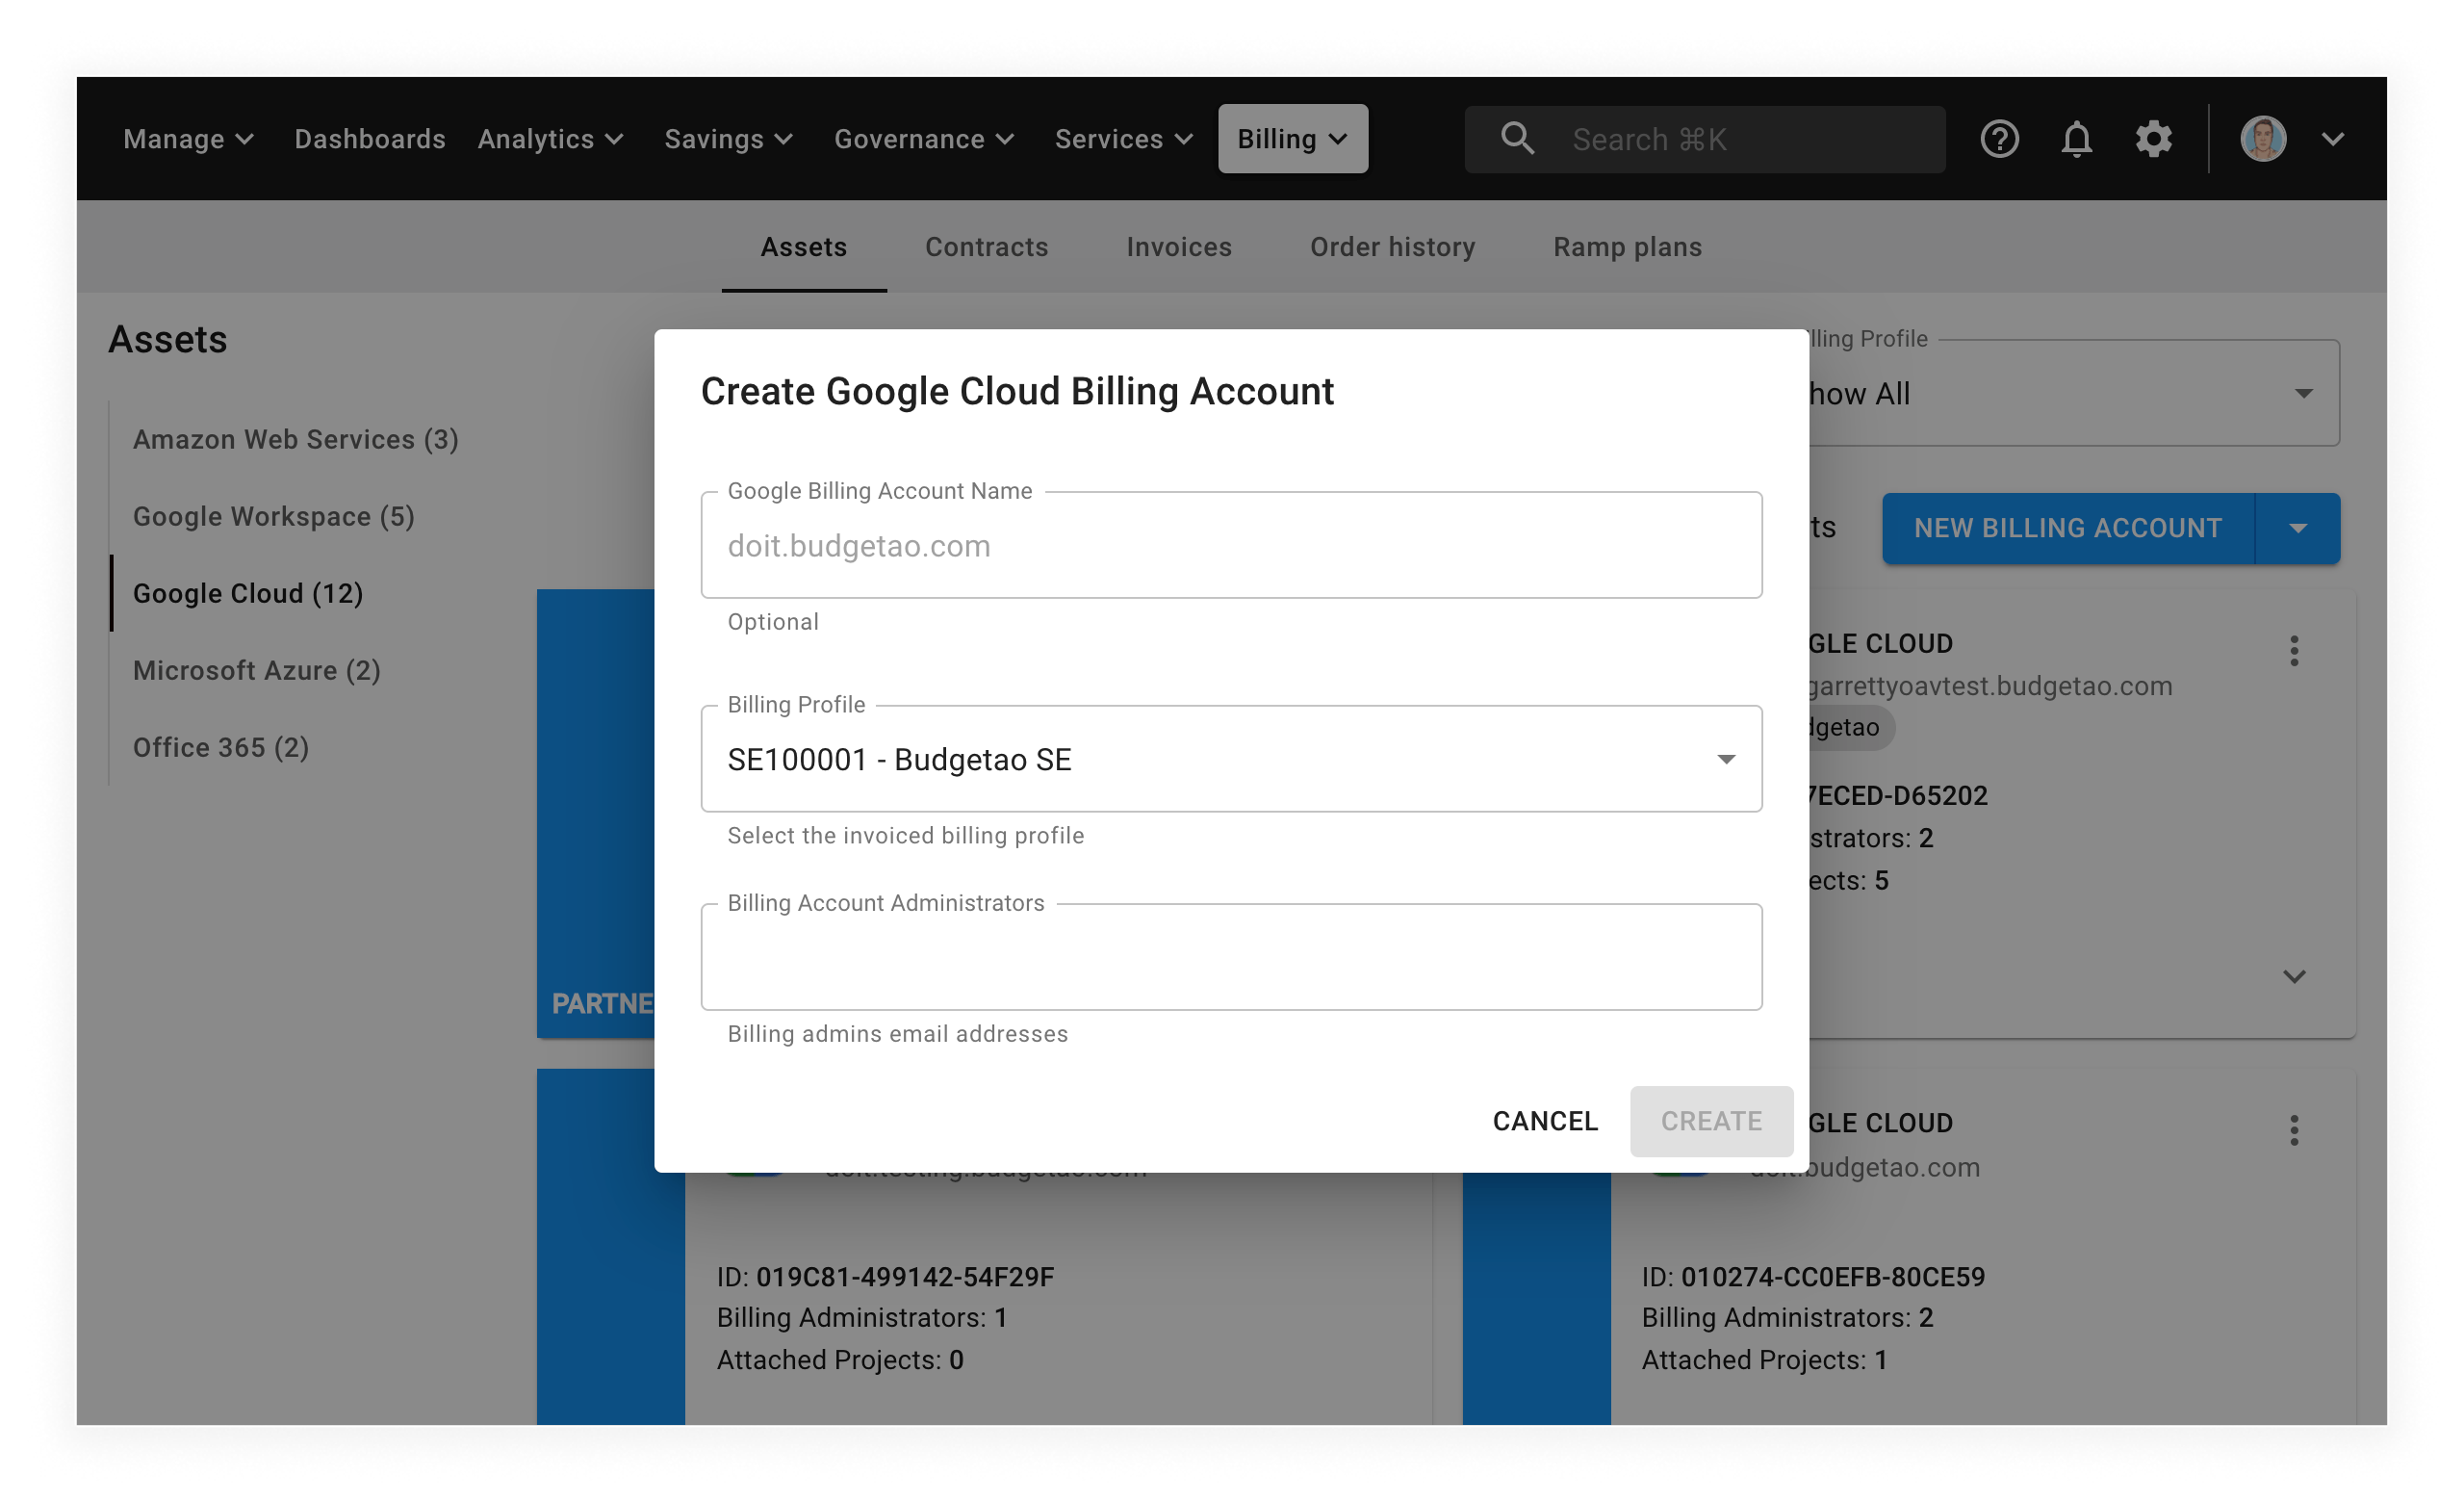 Manage Dashboards Analytics Savings Governance Services Billing Search ⌘K
Assets Contracts Invoices Order history Ramp plans
Assets
Amazon Web Services (3)
Google Workspace (5)
Google Cloud (12)
Microsoft Azure (2)
Office 365 (2)
Create Google Cloud Billing Account
Google Billing Account Name
doit.budgetao.com
Optional
Billing Profile
SE100001 - Budgetao SE
Select the invoiced billing profile
Billing Account Administrators
Billing admins email addresses
CANCEL CREATE
lling Profile
how All
ts
NEW BILLING ACCOUNT
GLE CLOUD
garrettyoavtest.budgetao.com
dgetao
7ECED-D65202
strators: 2
ects: 5
PARTNE
doit.testing.budgetao.com
ID: 019C81-499142-54F29F
Billing Administrators: 1
Attached Projects: 0
GLE CLOUD
doit.budgetao.com
ID: 010274-CC0EFB-80CE59
Billing Administrators: 2
Attached Projects: 1